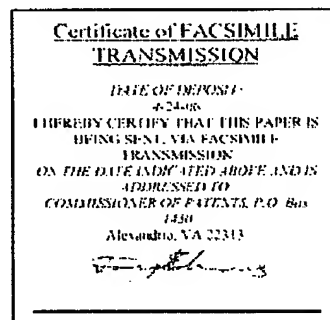 Certificate of FACSIMILE
TRANSMISSION
DATE OF DEPOSIT:
4-24-06
I HEREBY CERTIFY THAT THIS PAPER IS
BEING SENT, VIA FACSIMILE
TRANSMISSION
ON THE DATE INDICATED ABOVE AND IS
ADDRESSED TO
COMMISSIONER OF PATENTS, P.O. Box
1450
Alexandria, VA 22313